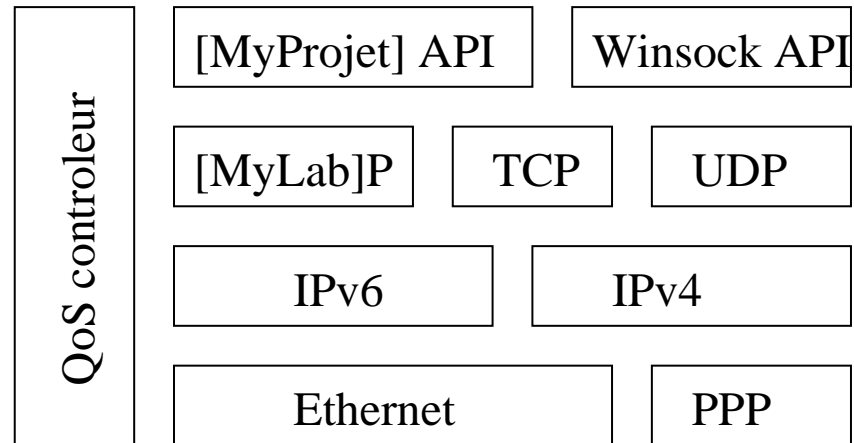 QoS controleur
[MyProjet] API
Winsock API
[MyLab]P
TCP
UDP
IPv6
IPv4
Ethernet
PPP